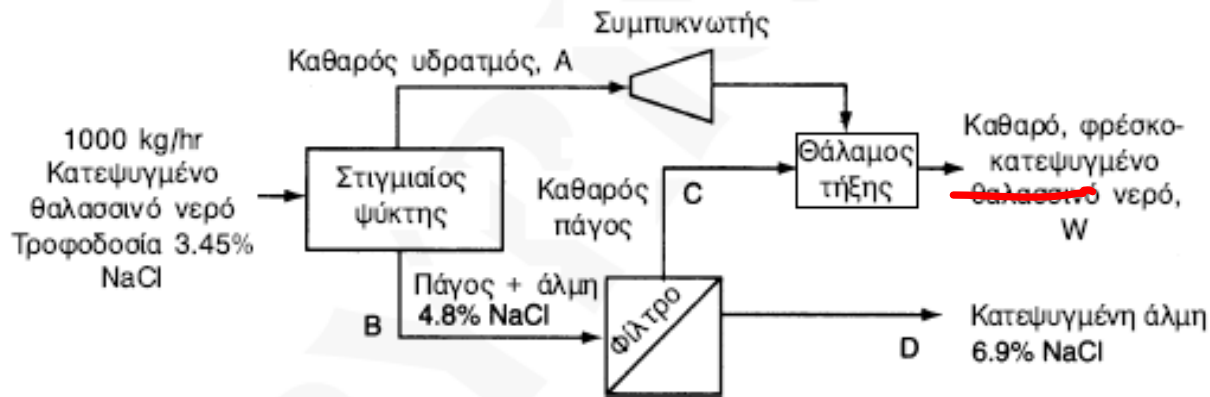 Συμπυκνωτής
Καθαρός υδρατμός, A
1000 kg/hr
Κατεψυγμένο
θαλασσινό νερό
Τροφοδοσία 3.45%
NaCl
Στιγμιαίος
ψύκτης
Καθαρός
πάγος
C
Θάλαμος
τήξης
Καθαρό, φρέσκο-
κατεψυγμένο
θαλασσινό νερό,
W
B
Πάγος + άλμη
4.8% NaCl
Φίλτρο
D
Κατεψυγμένη άλμη
6.9% NaCl